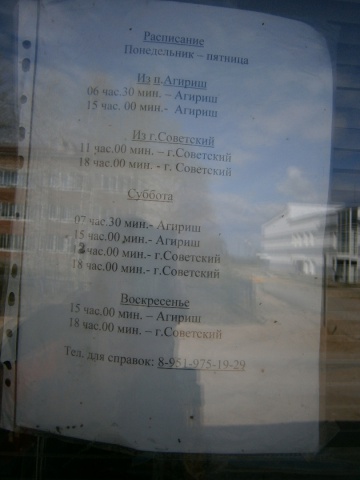 Расписание
Понедельник – пятница
Из п.Агириш
06 час.30 мин.– Агириш
15 час. 00 мин.- Агириш
Из г.Советский
11 час.00 мин. – г.Советский
18 час.00 мин. - г. Советский
Суббота
07 час.30 мин.- Агириш
15 час.00 мин.- Агириш
час.00 мин.- г.Советский
18 час.00 мин.- г.Советский
Воскресенье
15 час.00 мин. – Агириш
18 час.00 мин. – г.Советский
Тел. для справок: 8-951-975-19-29